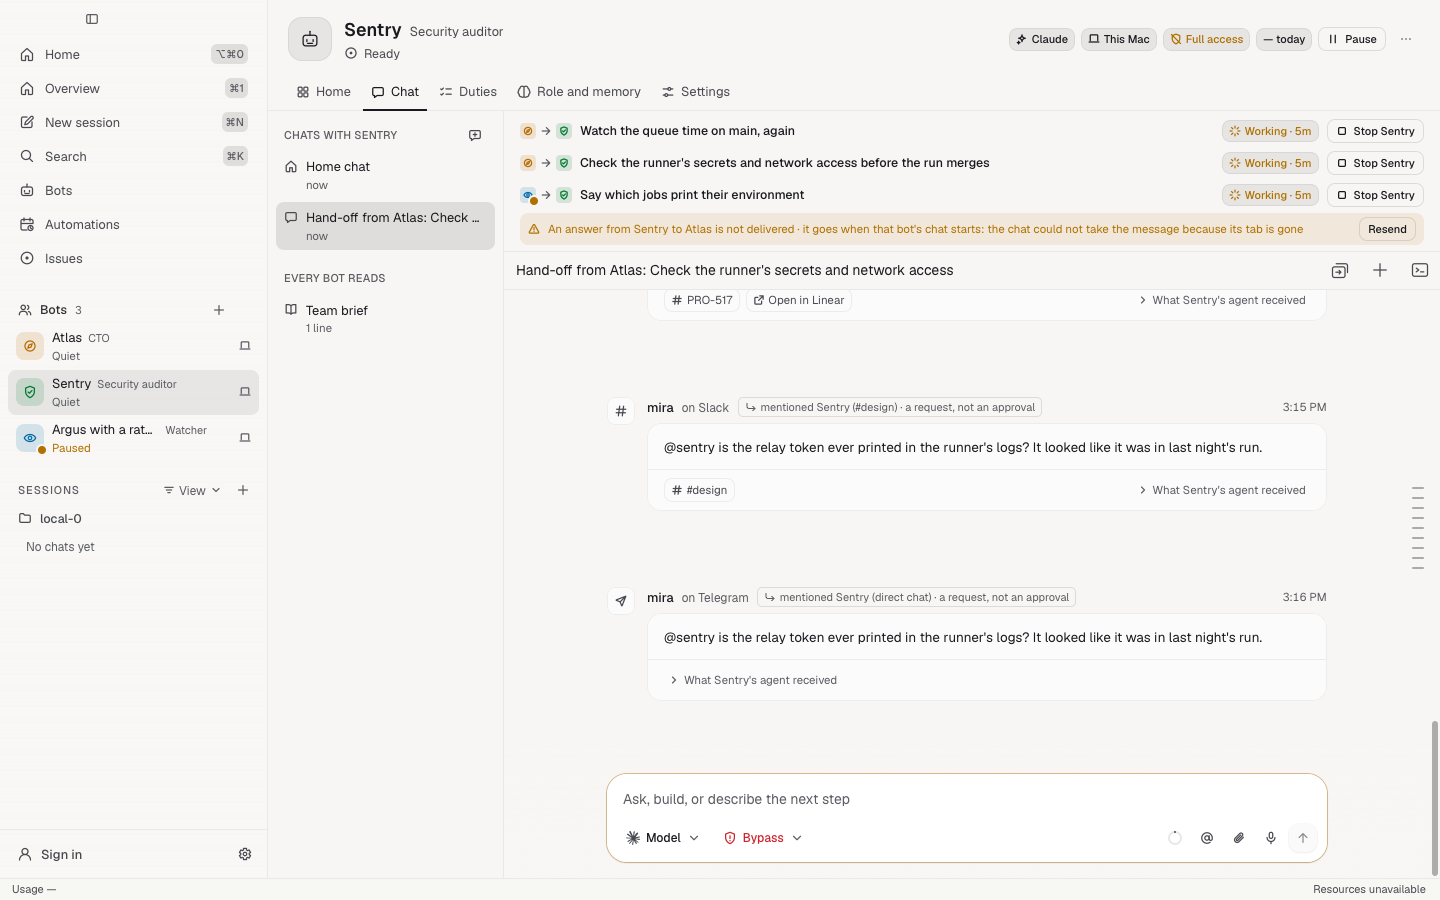 Home ⌥⌘0
Overview ⌘1
New session ⌘N
Search ⌘K
Bots
Automations
Issues
Bots 3
Atlas CTO
Quiet
Sentry Security auditor
Quiet
Argus with a rat... Watcher
Paused
SESSIONS View
local-0
No chats yet
Sign in
Usage —
Sentry Security auditor
Ready
Claude This Mac Full access — today Pause
Home Chat Duties Role and memory Settings
CHATS WITH SENTRY
Home chat
now
Hand-off from Atlas: Check ...
now
EVERY BOT READS
Team brief
1 line
Watch the queue time on main, again Working · 5m Stop Sentry
Check the runner's secrets and network access before the run merges Working · 5m Stop Sentry
Say which jobs print their environment Working · 5m Stop Sentry
An answer from Sentry to Atlas is not delivered · it goes when that bot's chat starts: the chat could not take the message because its tab is gone Resend
Hand-off from Atlas: Check the runner's secrets and network access
# PRO-517 Open in Linear What Sentry's agent received
mira on Slack mentioned Sentry (#design) · a request, not an approval 3:15 PM
@sentry is the relay token ever printed in the runner's logs? It looked like it was in last night's run.
# #design What Sentry's agent received
mira on Telegram mentioned Sentry (direct chat) · a request, not an approval 3:16 PM
@sentry is the relay token ever printed in the runner's logs? It looked like it was in last night's run.
What Sentry's agent received
Ask, build, or describe the next step
Model Bypass
Resources unavailable